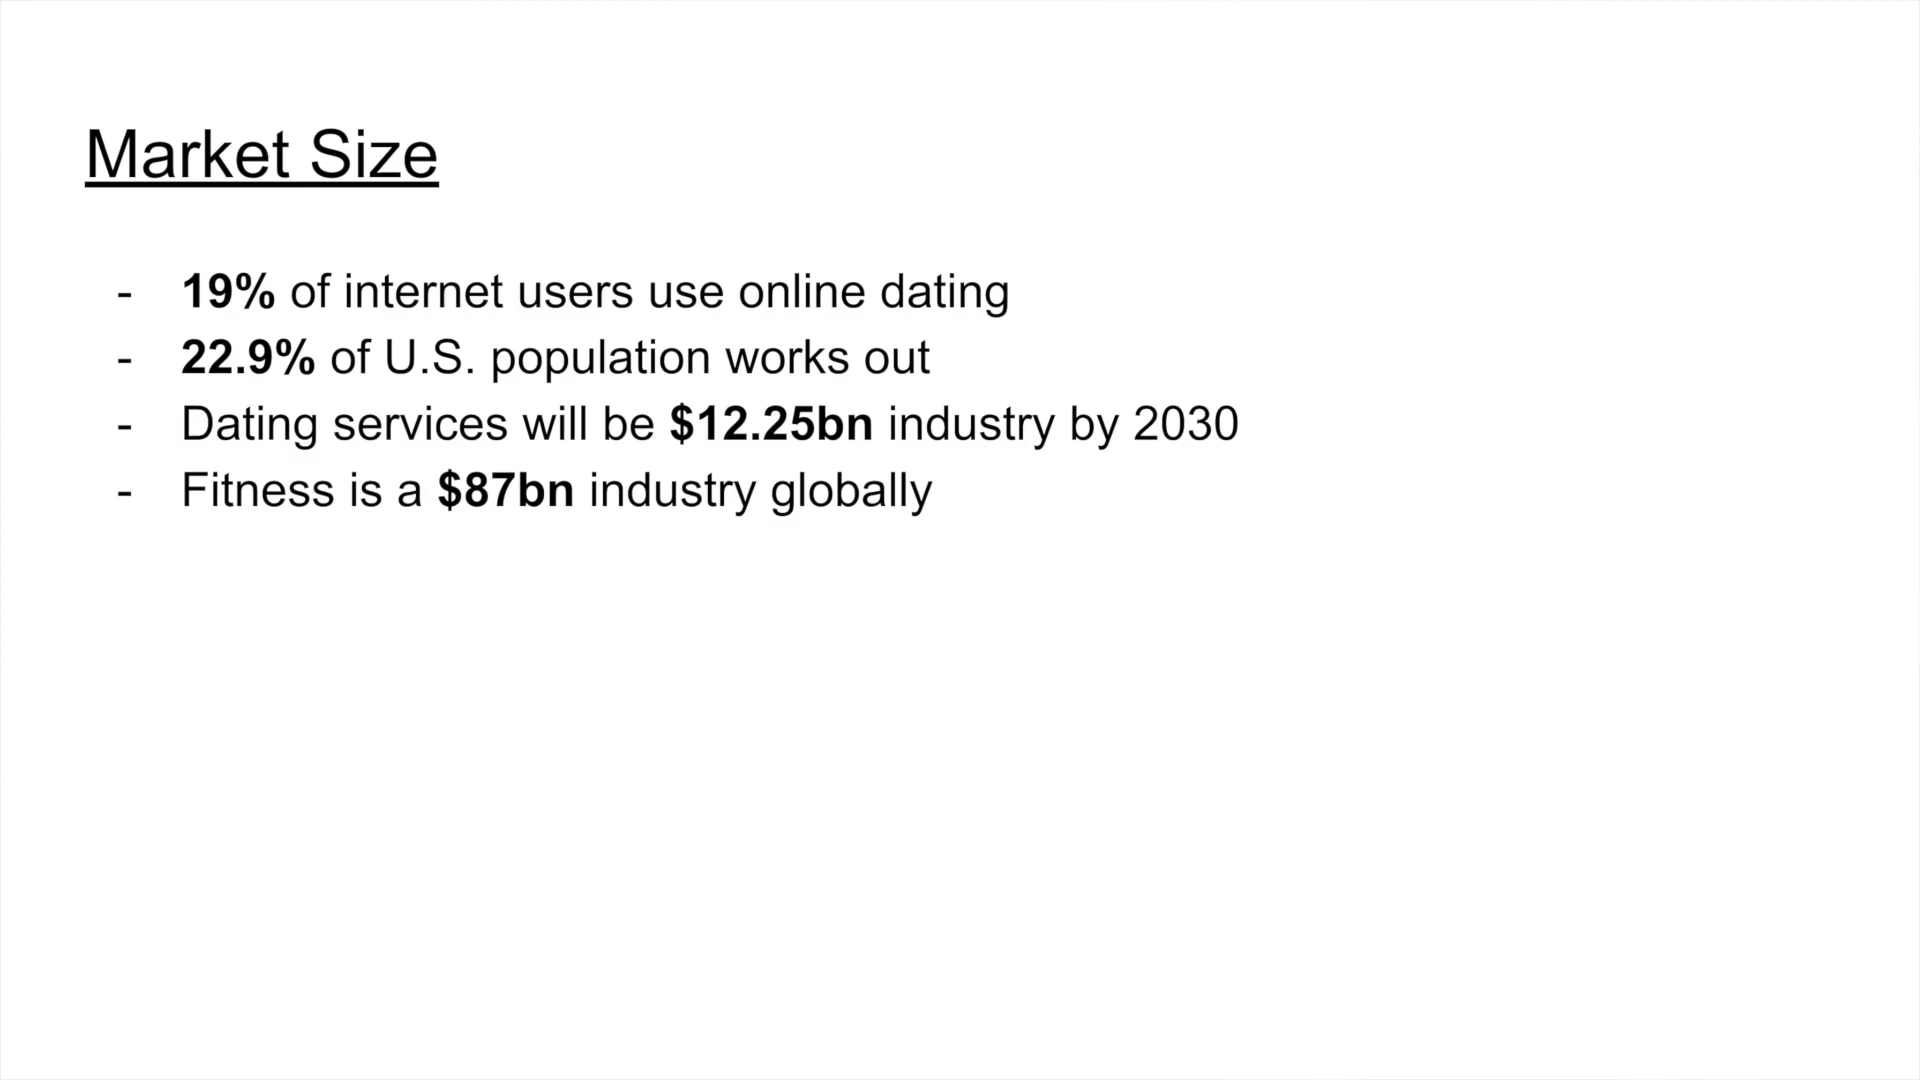 Market Size
- 19% of internet users use online dating
- 22.9% of U.S. population works out
- Dating services will be $12.25bn industry by 2030
- Fitness is a $87bn industry globally